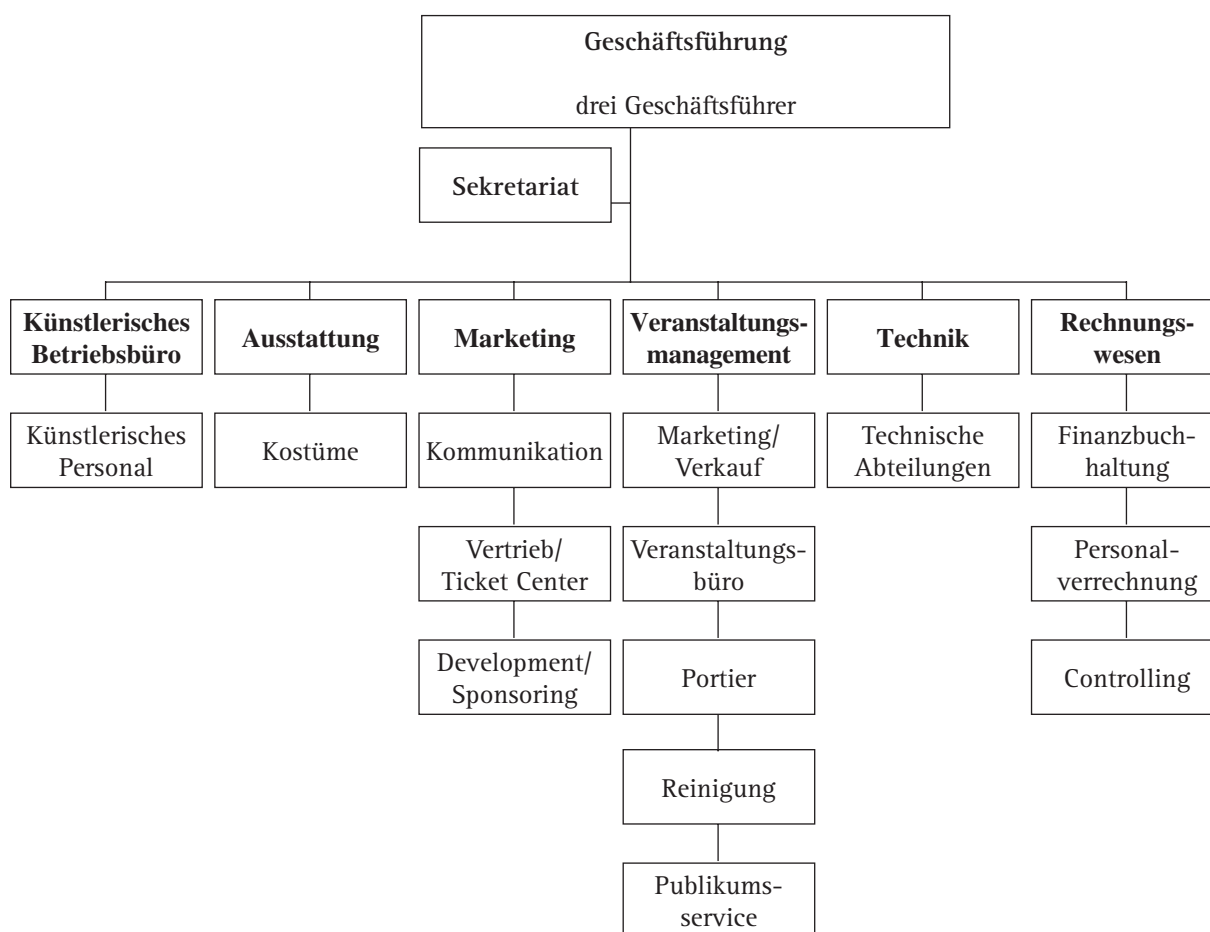 Geschäftsführung
drei Geschäftsführer
Sekretariat
Künstlerisches
Betriebsbüro
Ausstattung
Marketing
Veranstaltungs-
management
Technik
Rechnungs-
wesen
Künstlerisches
Personal
Kostüme
Kommunikation
Marketing/
Verkauf
Technische
Abteilungen
Finanzbuch-
haltung
Vertrieb/
Ticket Center
Veranstaltungs-
büro
Personal-
verrechnung
Development/
Sponsoring
Portier
Controlling
Reinigung
Publikums-
service